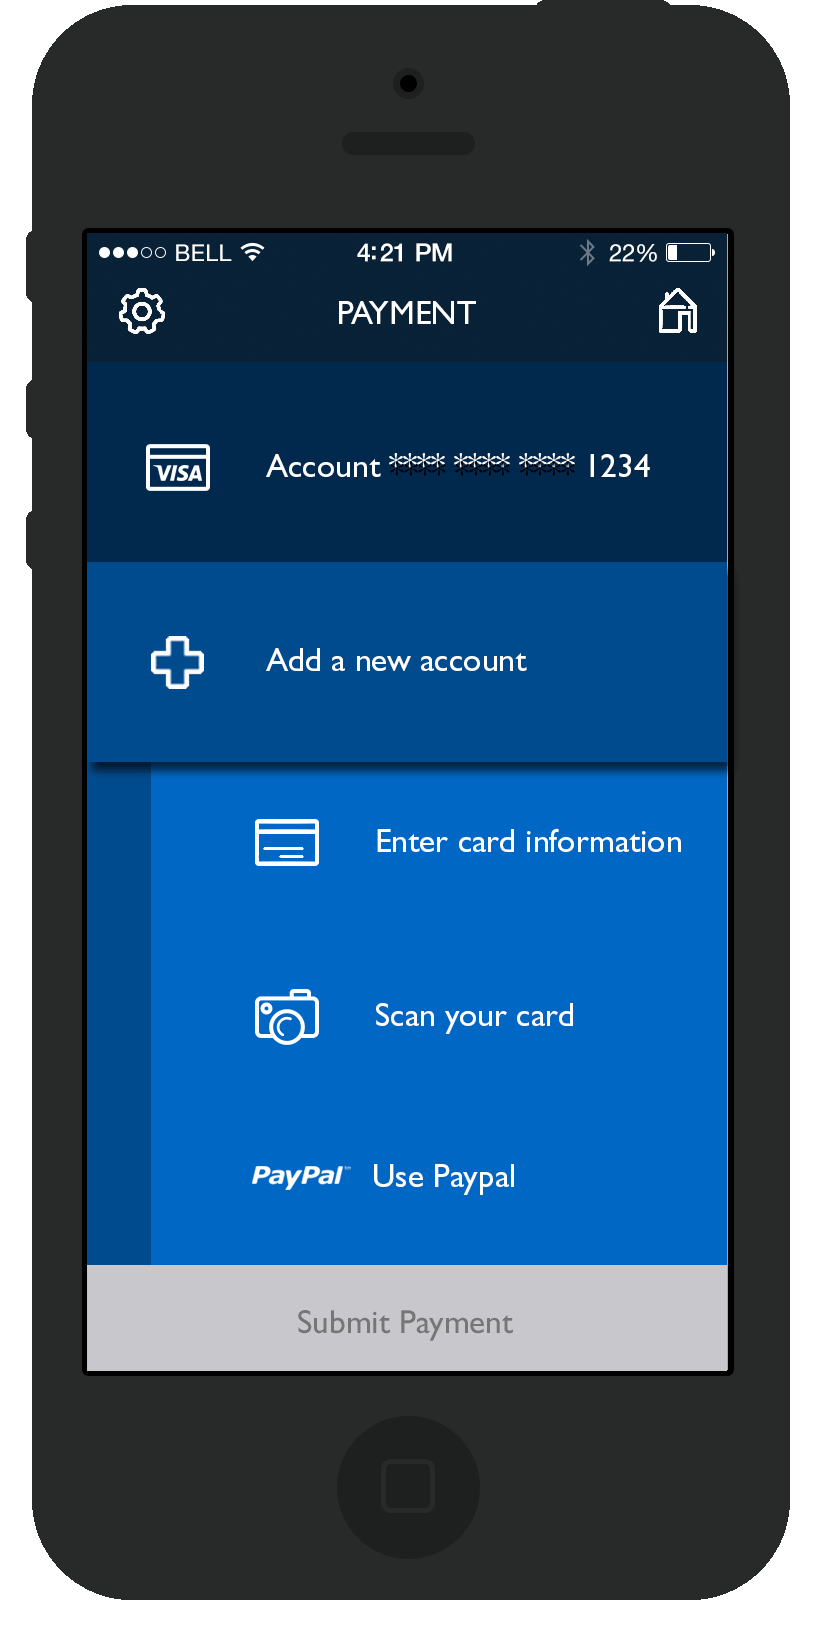 BELL 4:21 PM 22%
PAYMENT
VISA Account **** **** **** 1234
Add a new account
Enter card information
Scan your card
PayPal™ Use Paypal
Submit Payment